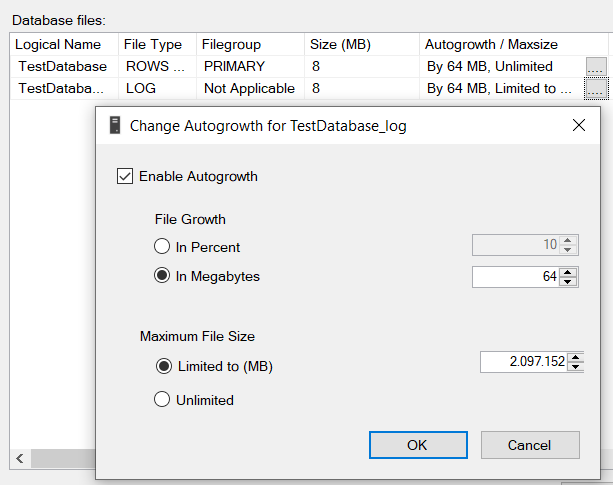 Database files:
Logical Name File Type Filegroup Size (MB) Autogrowth / Maxsize
TestDatabase ROWS ... PRIMARY 8 By 64 MB, Unlimited ....
TestDataba... LOG Not Applicable 8 By 64 MB, Limited to ... ....
Change Autogrowth for TestDatabase_log
Enable Autogrowth
File Growth
In Percent 10
In Megabytes 64
Maximum File Size
Limited to (MB) 2.097.152
Unlimited
OK Cancel